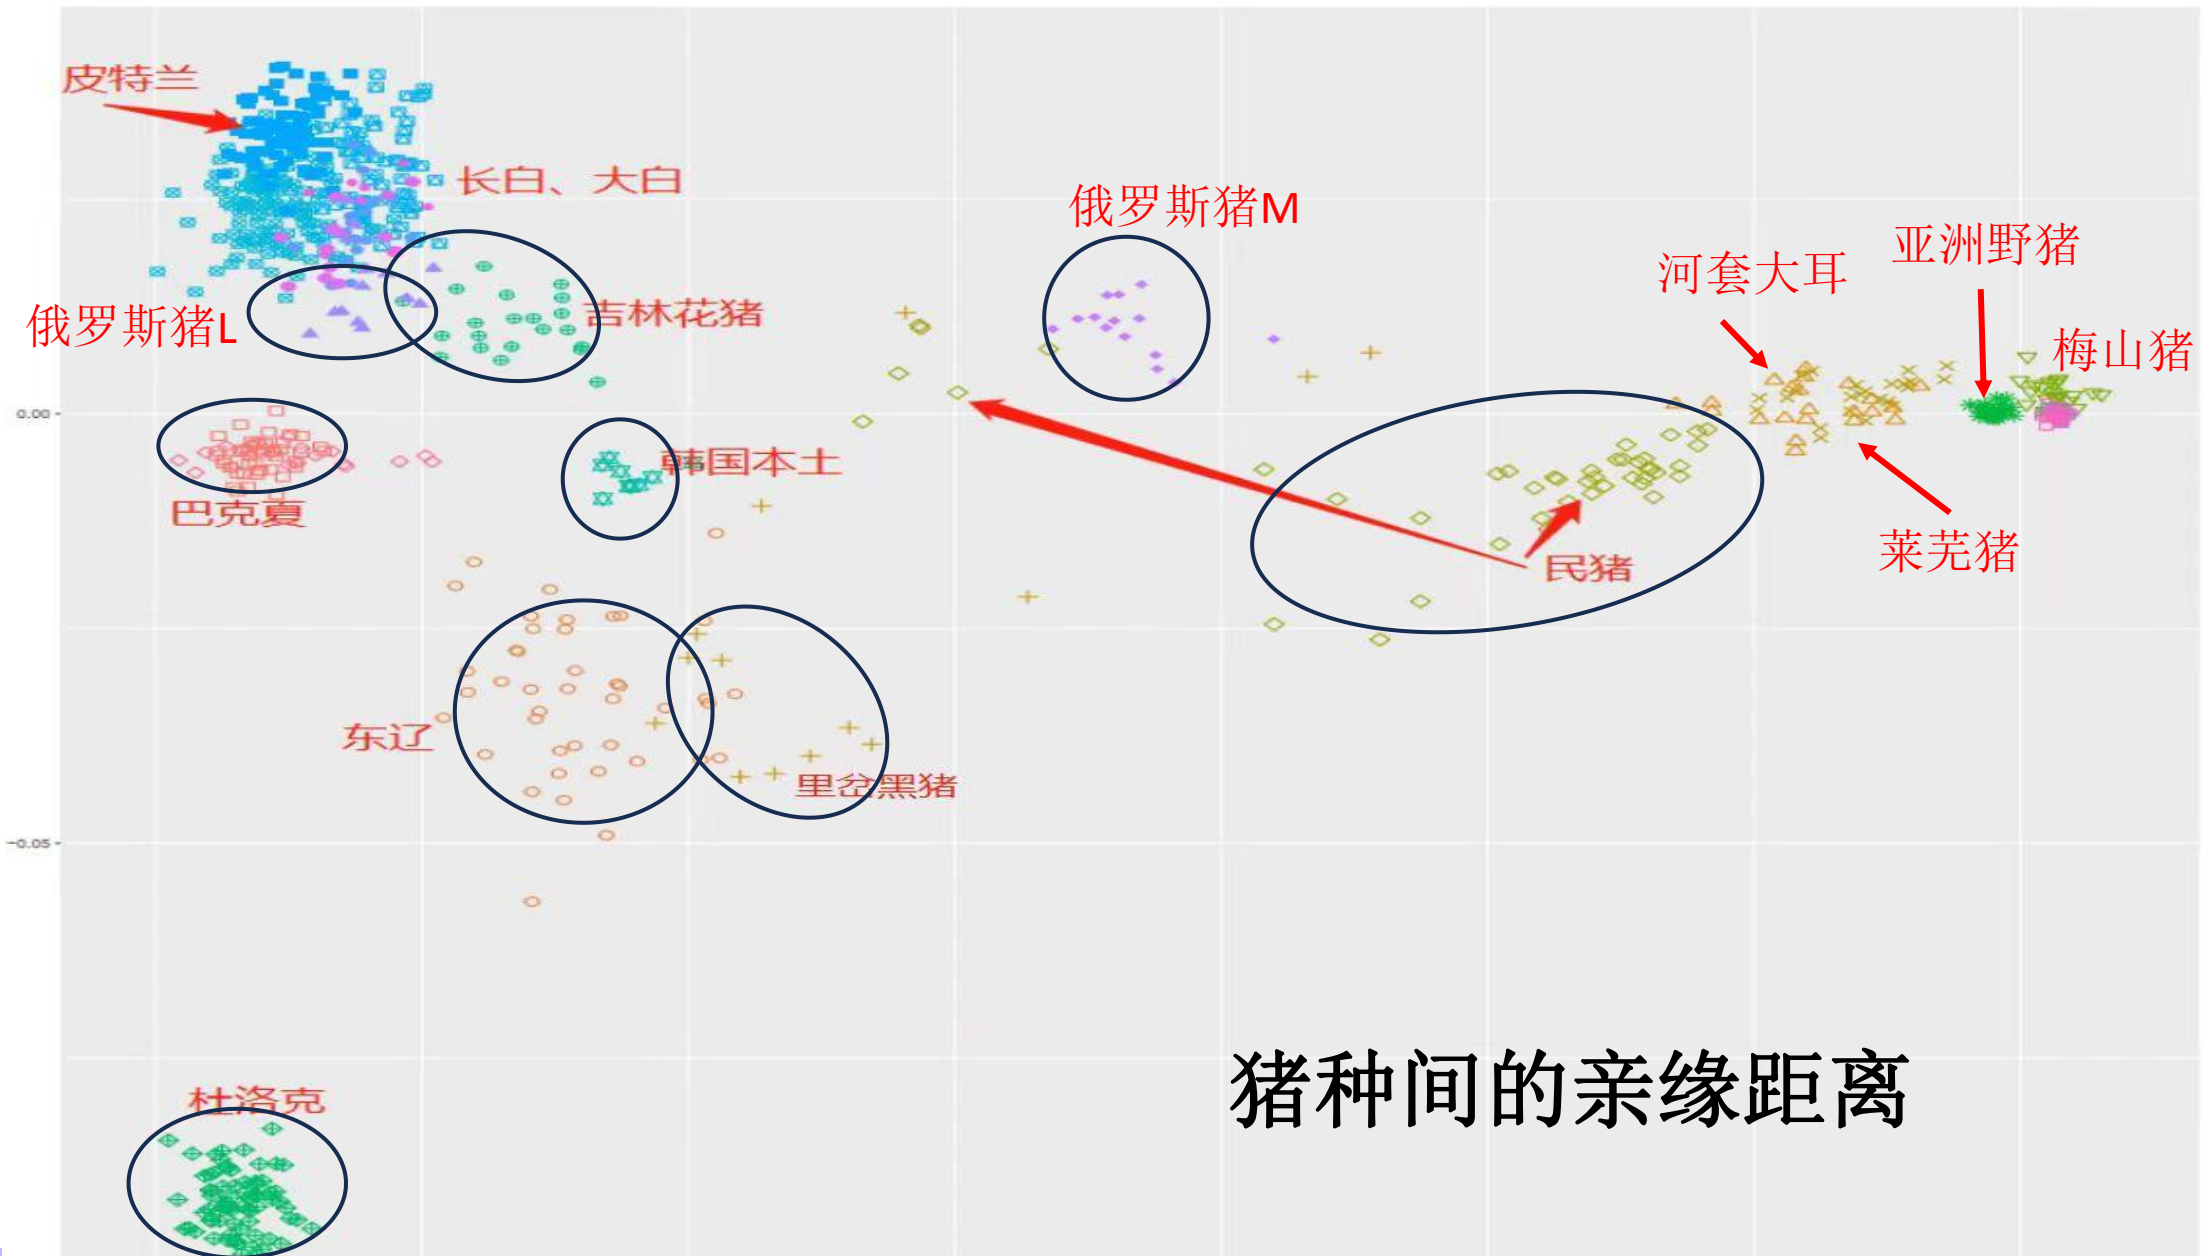 皮特兰
长白、大白
俄罗斯猪M
亚洲野猪
河套大耳
俄罗斯猪L
吉林花猪
梅山猪
0.00
韩国本土
巴克夏
莱芜猪
民猪
东辽
里岔黑猪
-0.05
猪种间的亲缘距离
杜洛克